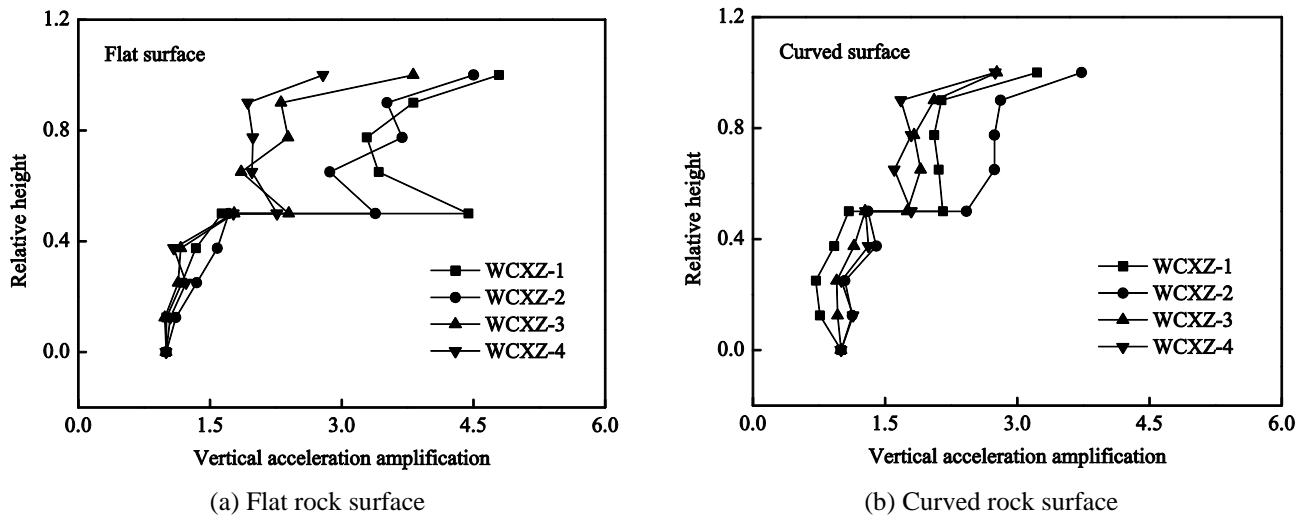 1.2
0.8
0.4
0.0
Relative height
Flat surface
WCXZ-1
WCXZ-2
WCXZ-3
WCXZ-4
0.0 1.5 3.0 4.5 6.0
Vertical acceleration amplification
(a) Flat rock surface
1.2
0.8
0.4
0.0
Relative height
Curved surface
WCXZ-1
WCXZ-2
WCXZ-3
WCXZ-4
0.0 1.5 3.0 4.5 6.0
Vertical acceleration amplification
(b) Curved rock surface